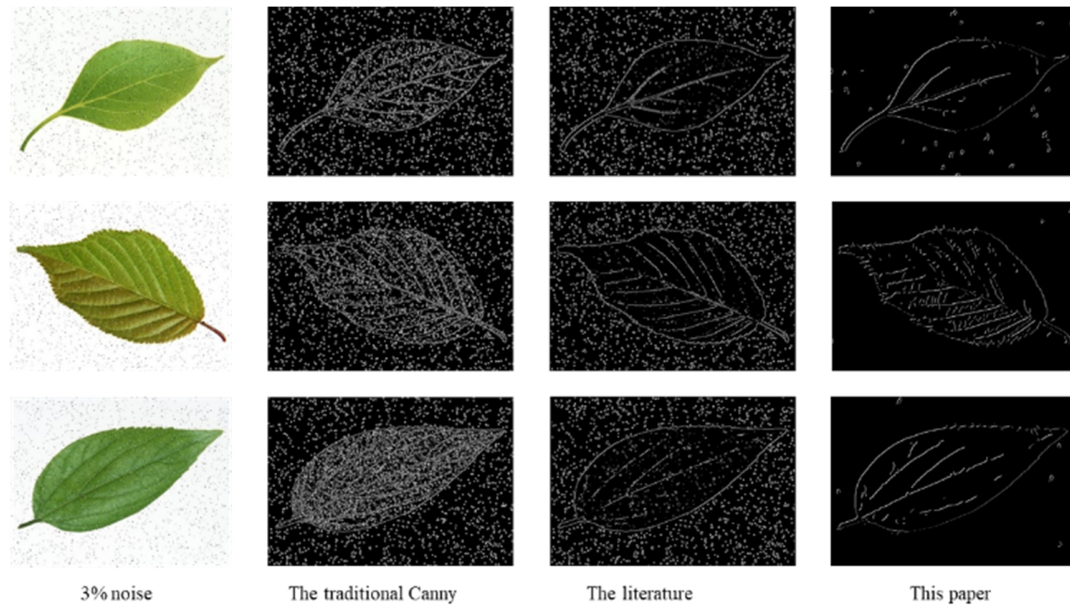 3% noise
The traditional Canny
The literature
This paper